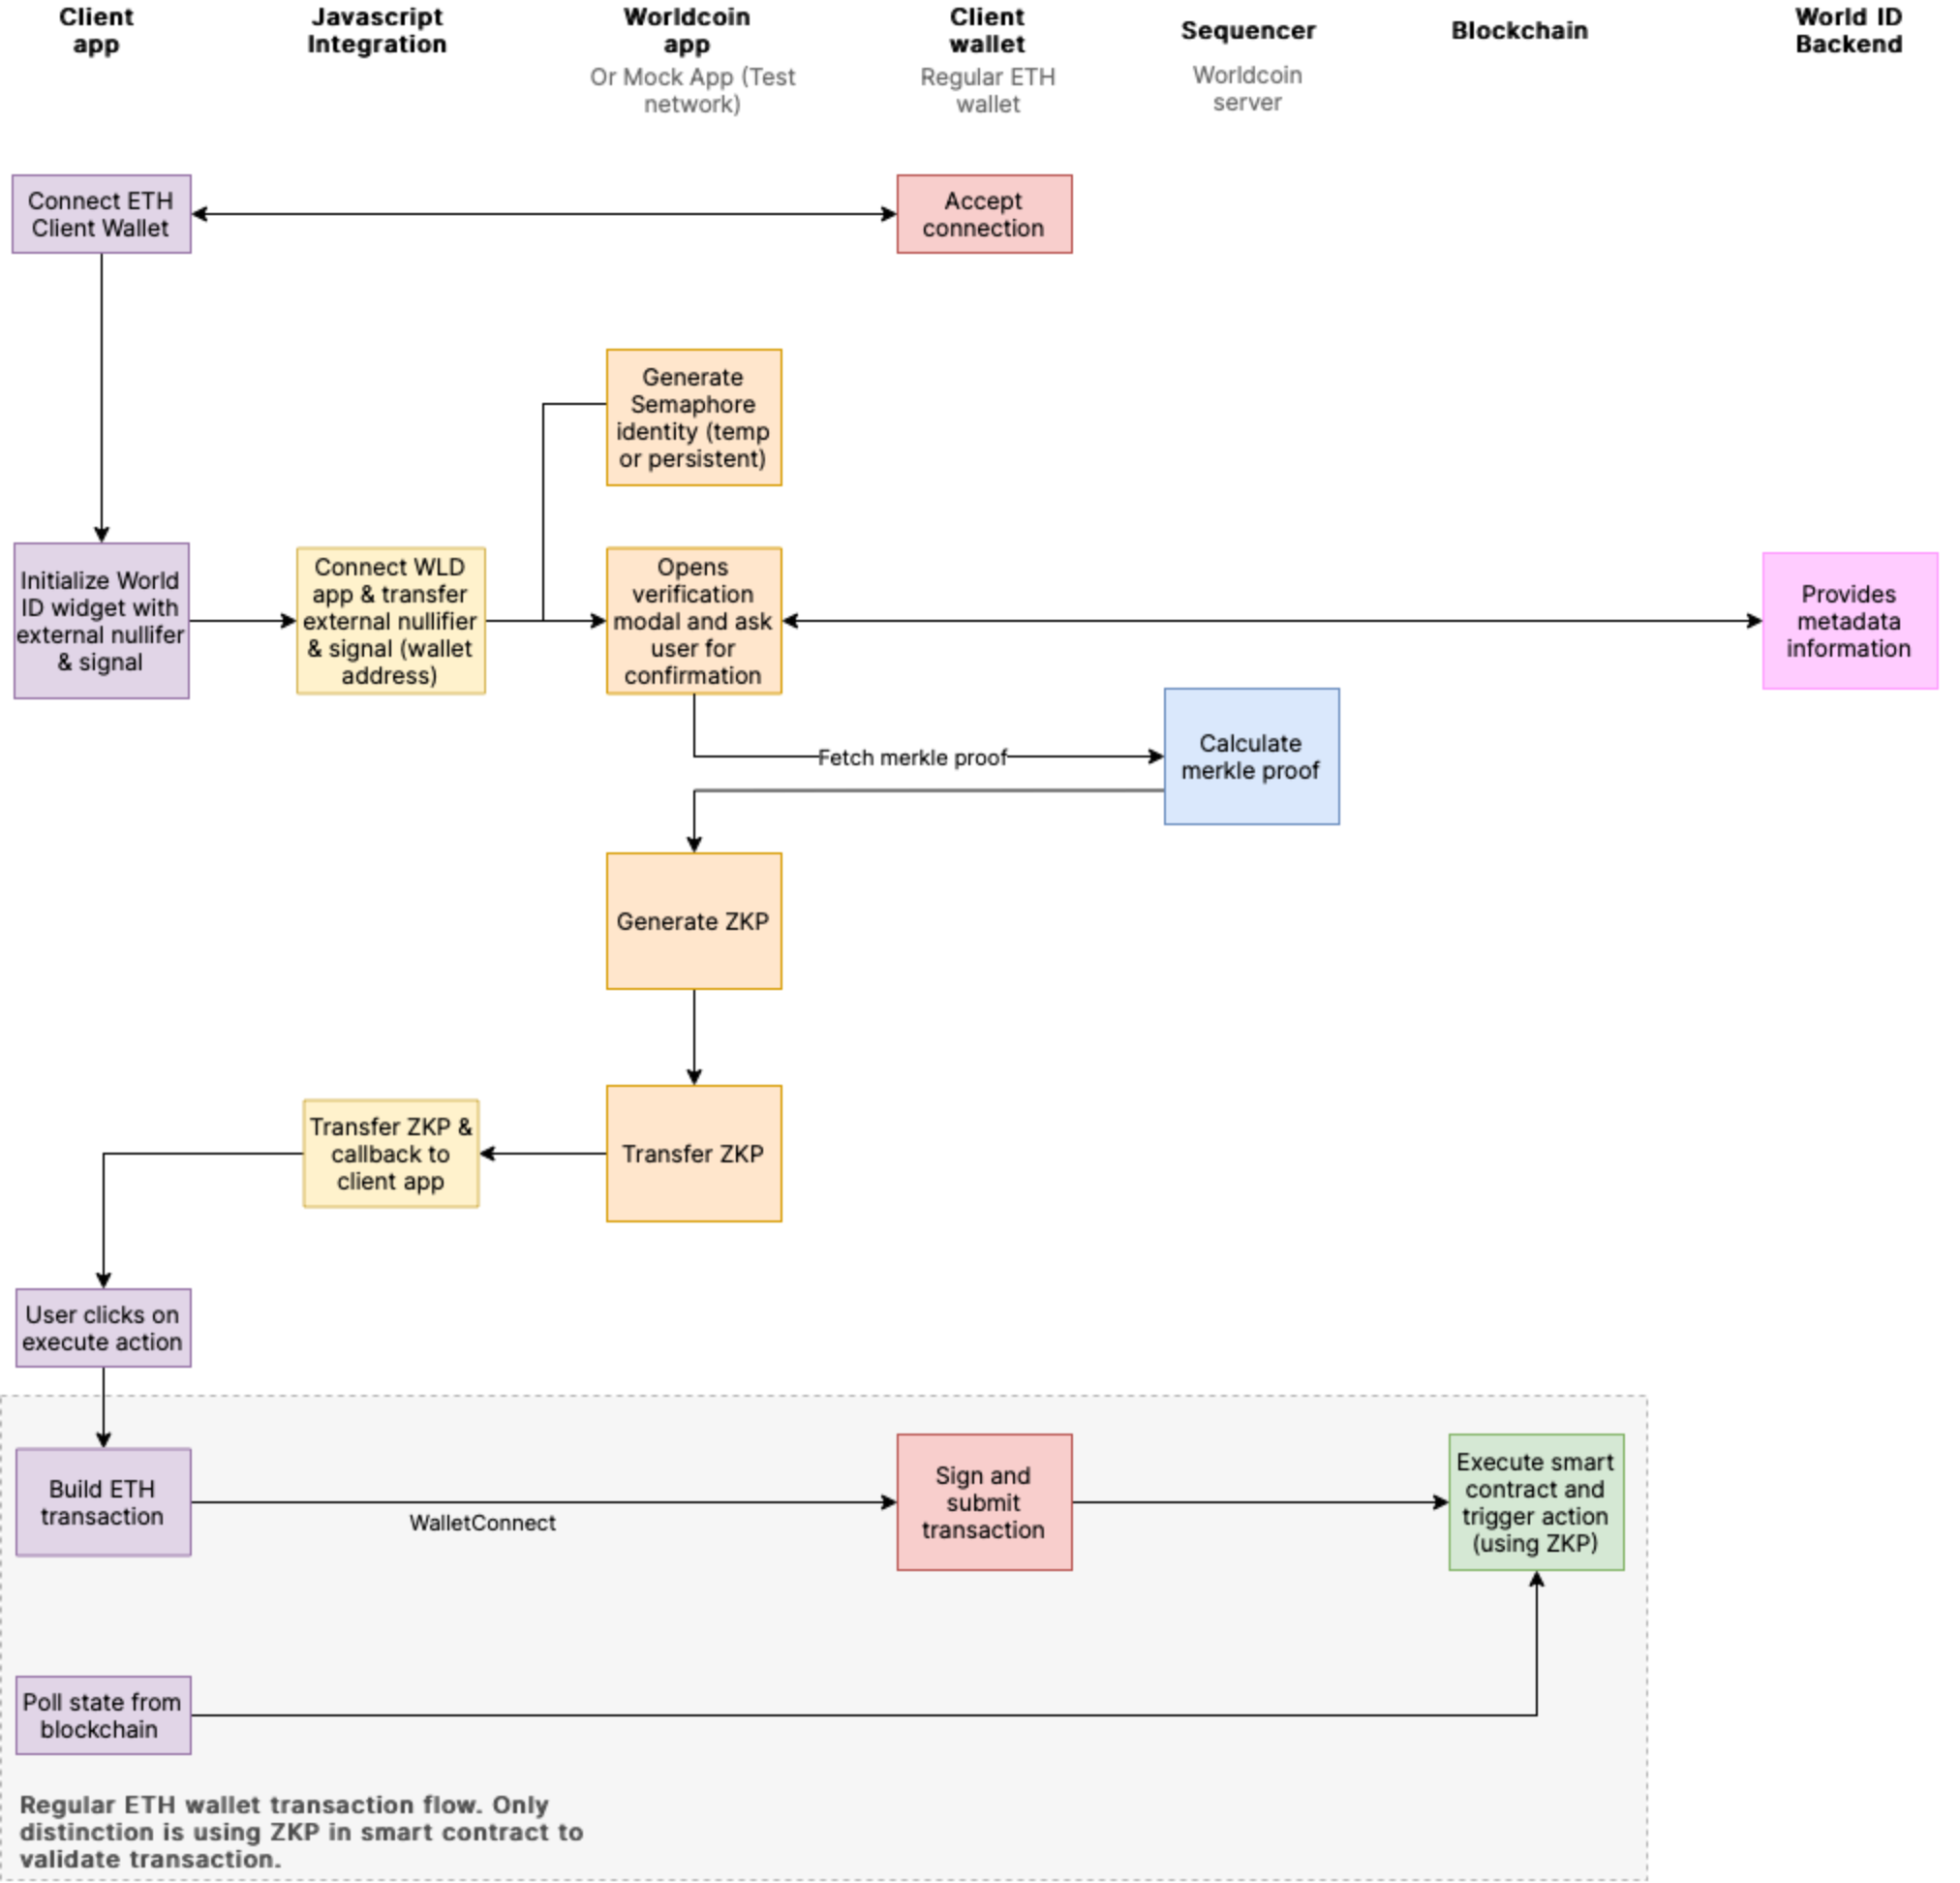 Client
app
Javascript
Integration
Worldcoin
app
Or Mock App (Test
network)
Client
wallet
Regular ETH
wallet
Sequencer
Worldcoin
server
Blockchain
World ID
Backend
Connect ETH
Client Wallet
Accept
connection
Generate
Semaphore
identity (temp
or persistent)
Initialize World
ID widget with
external nullifer
& signal
Connect WLD
app & transfer
external nullifier
& signal (wallet
address)
Opens
verification
modal and ask
user for
confirmation
Provides
metadata
information
Fetch merkle proof
Calculate
merkle proof
Generate ZKP
Transfer ZKP &
callback to
client app
Transfer ZKP
User clicks on
execute action
Build ETH
transaction
WalletConnect
Sign and
submit
transaction
Execute smart
contract and
trigger action
(using ZKP)
Poll state from
blockchain
Regular ETH wallet transaction flow. Only
distinction is using ZKP in smart contract to
validate transaction.